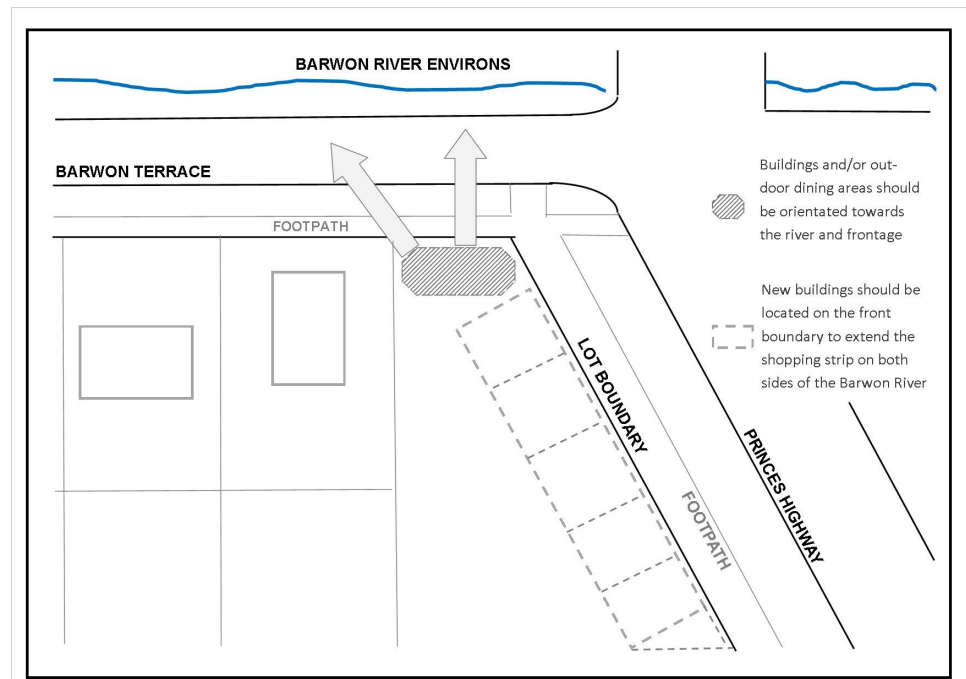 BARWON RIVER ENVIRONS
BARWON TERRACE
FOOTPATH
Buildings and/or out-
door dining areas should
be orientated towards
the river and frontage
New buildings should be
located on the front
boundary to extend the
shopping strip on both
sides of the Barwon River
LOT BOUNDARY
FOOTPATH
PRINCES HIGHWAY